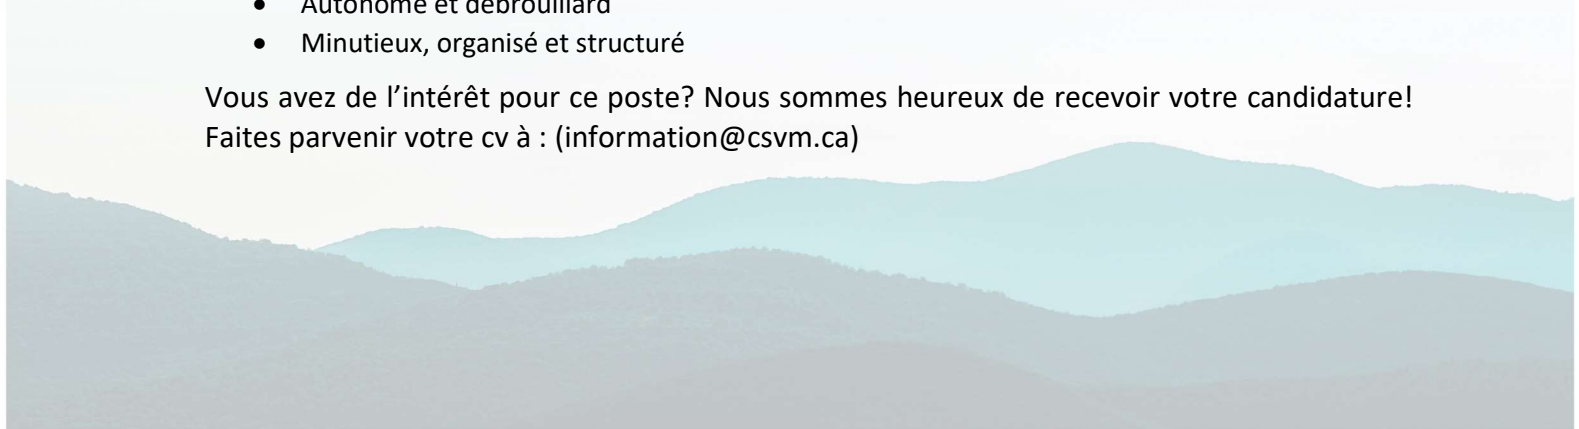 • Autonome et débrouillard
• Minutieux, organisé et structuré
Vous avez de l’intérêt pour ce poste? Nous sommes heureux de recevoir votre candidature!
Faites parvenir votre cv à : (information@csvm.ca)